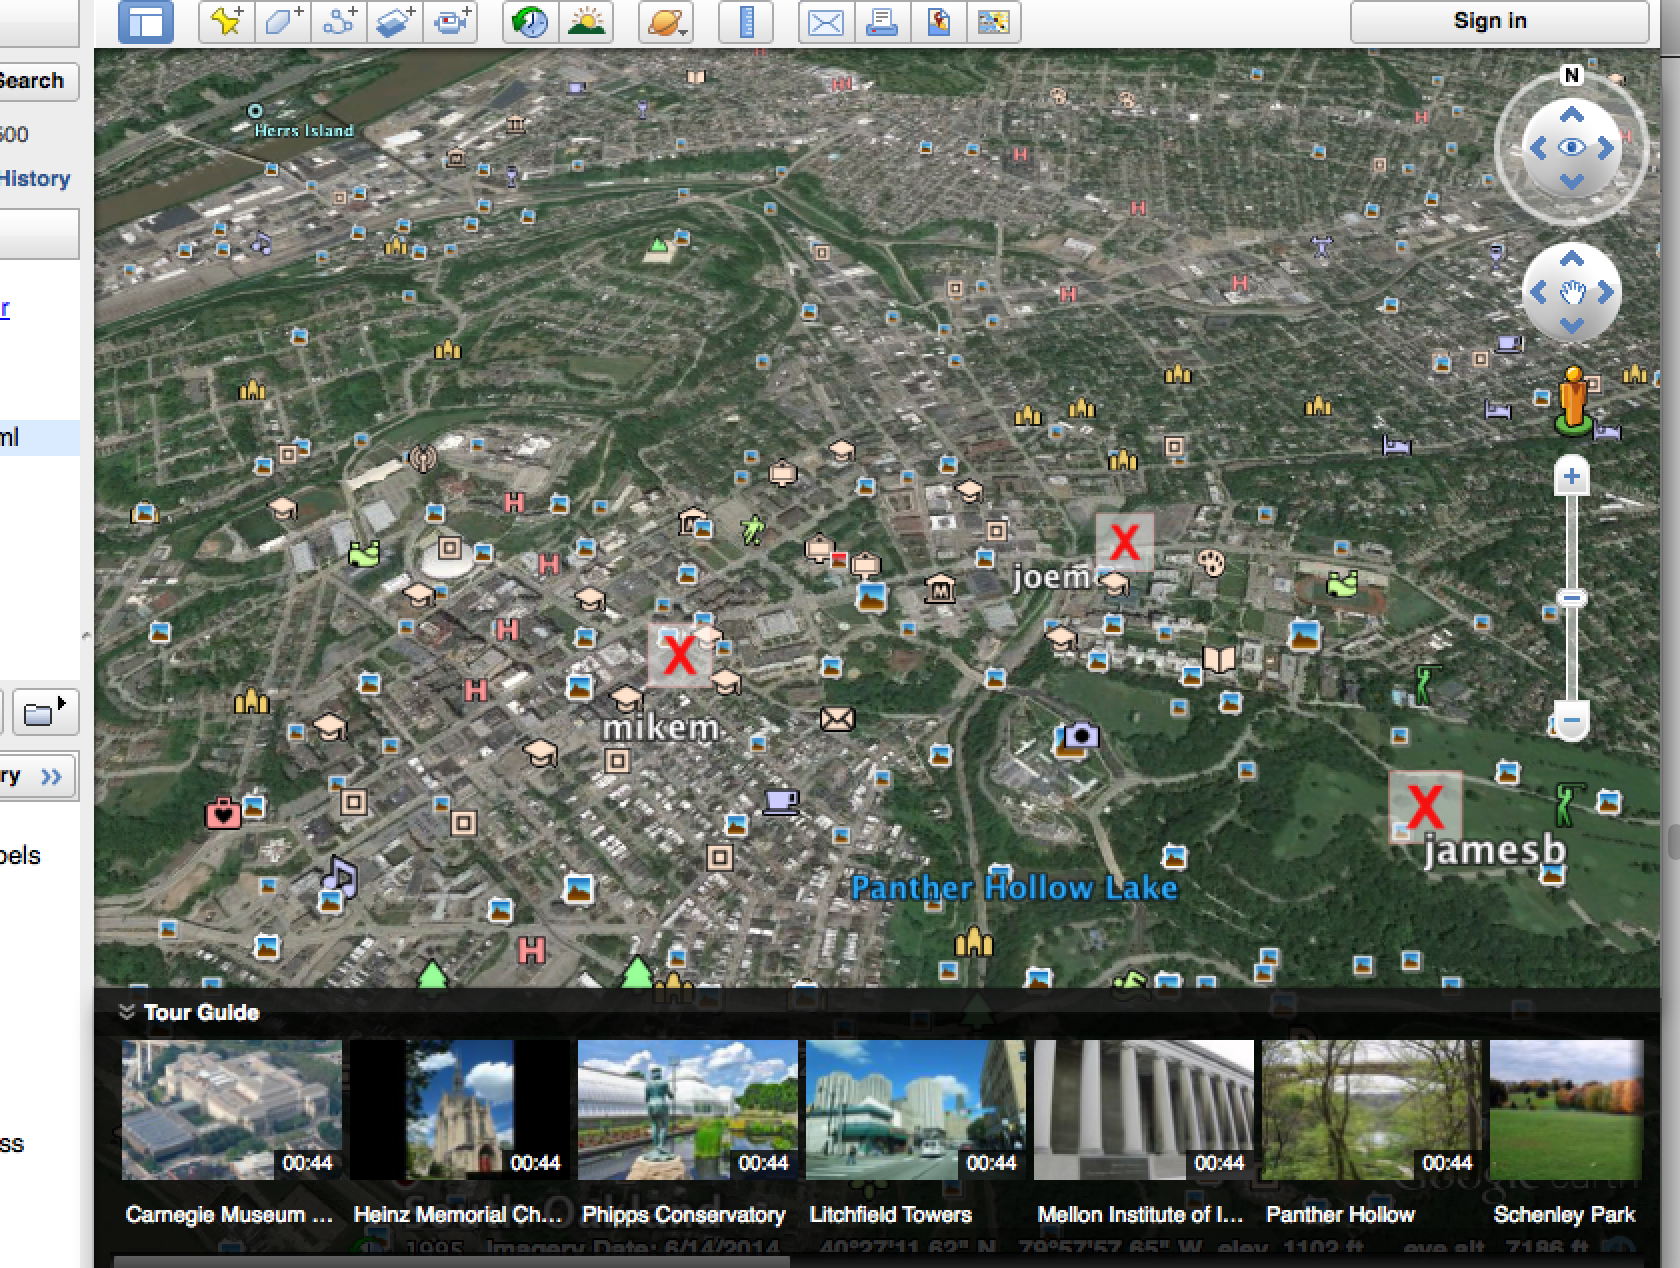 Sign in
Search
600
History
N
Herrs Island
r
ml
joem
mikem
jamesb
ry
Panther Hollow Lake
bels
ss
Tour Guide
00:44
00:44
00:44
00:44
00:44
00:44
Carnegie Museum ...
Heinz Memorial Ch...
Phipps Conservatory
Litchfield Towers
Mellon Institute of I...
Panther Hollow
Schenley Park
Google earth
1995 Imagery Date: 6/14/2014 40°27'11.62" N 79°57'57.65" W elev 1102 ft eye alt 7186 ft